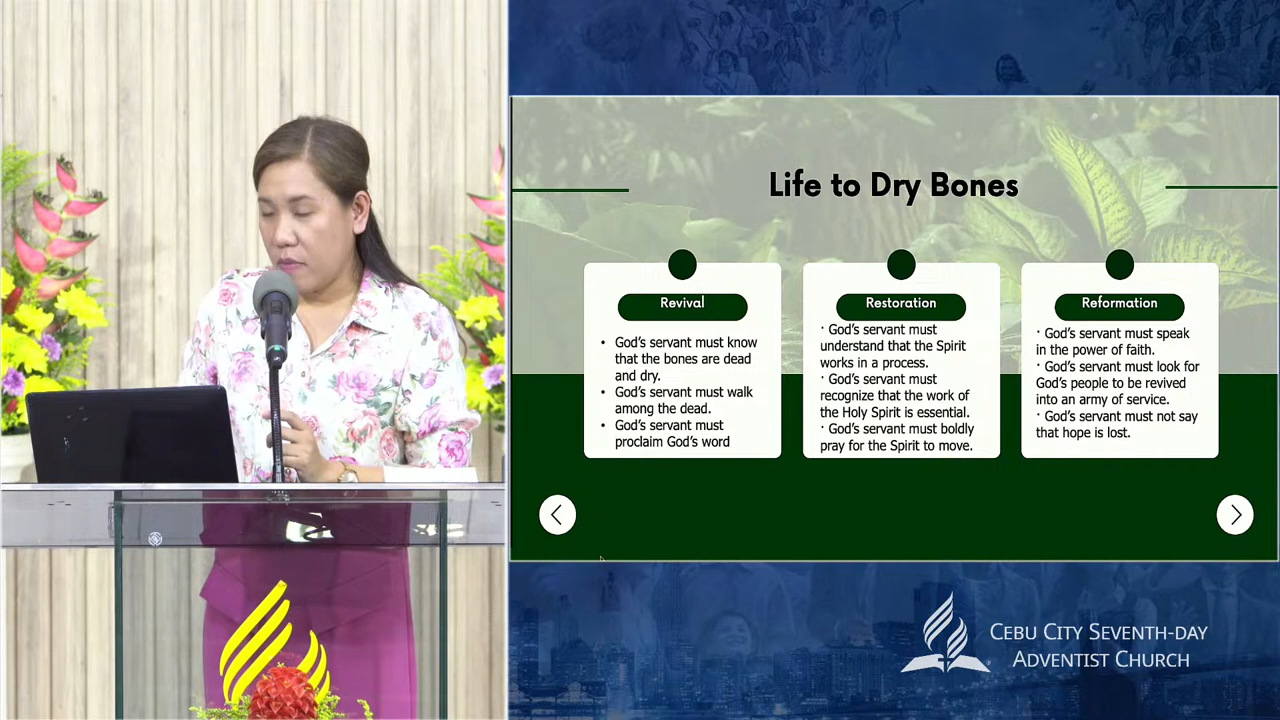 Life to Dry Bones
Revival
• God's servant must know
that the bones are dead
and dry.
• God's servant must walk
among the dead.
• God's servant must
proclaim God's word
Restoration
· God's servant must
understand that the Spirit
works in a process.
· God's servant must
recognize that the work of
the Holy Spirit is essential.
· God's servant must boldly
pray for the Spirit to move.
Reformation
· God's servant must speak
in the power of faith.
· God's servant must look for
God's people to be revived
into an army of service.
· God's servant must not say
that hope is lost.
CEBU CITY SEVENTH-DAY
ADVENTIST CHURCH